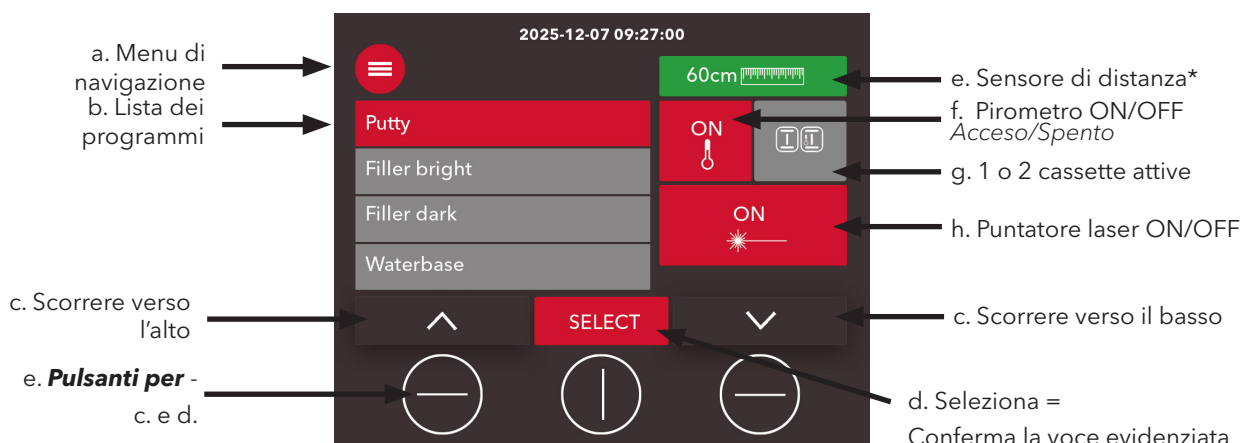 2025-12-07 09:27:00
a. Menu di
navigazione
b. Lista dei
programmi
60cm
e. Sensore di distanza*
Putty
ON
f. Pirometro ON/OFF
Acceso/Spento
Filler bright
g. 1 o 2 cassette attive
Filler dark
ON
h. Puntatore laser ON/OFF
Waterbase
c. Scorrere verso
l'alto
SELECT
c. Scorrere verso il basso
e. Pulsanti per -
c. e d.
d. Seleziona =
Conferma la voce evidenziata